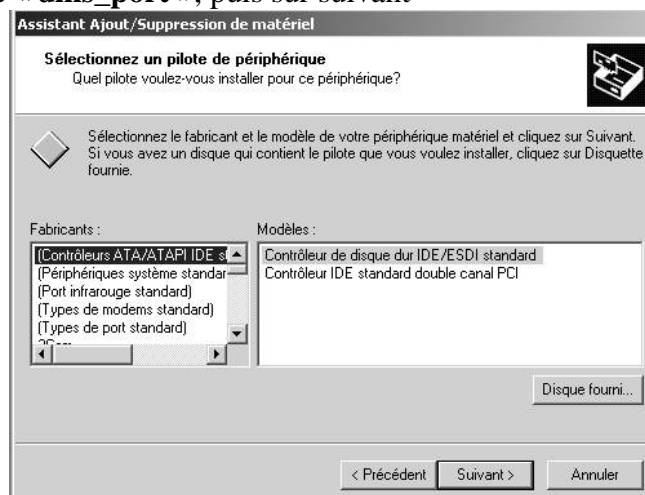 « dms_port », puis sur suivant
Assistant Ajout/Suppression de matériel
Sélectionnez un pilote de périphérique
Quel pilote voulez-vous installer pour ce périphérique?
Sélectionnez le fabricant et le modèle de votre périphérique matériel et cliquez sur Suivant.
Si vous avez un disque qui contient le pilote que vous voulez installer, cliquez sur Disquette
fournie.
Fabricants :
(Contrôleurs ATA/ATAPI IDE
(Périphériques système standar
(Port infrarouge standard)
(Types de modems standard)
(Types de port standard)
Modèles :
Contrôleur de disque dur IDE/ESDI standard
Contrôleur IDE standard double canal PCI
Disque fourni...
< Précédent
Suivant >
Annuler